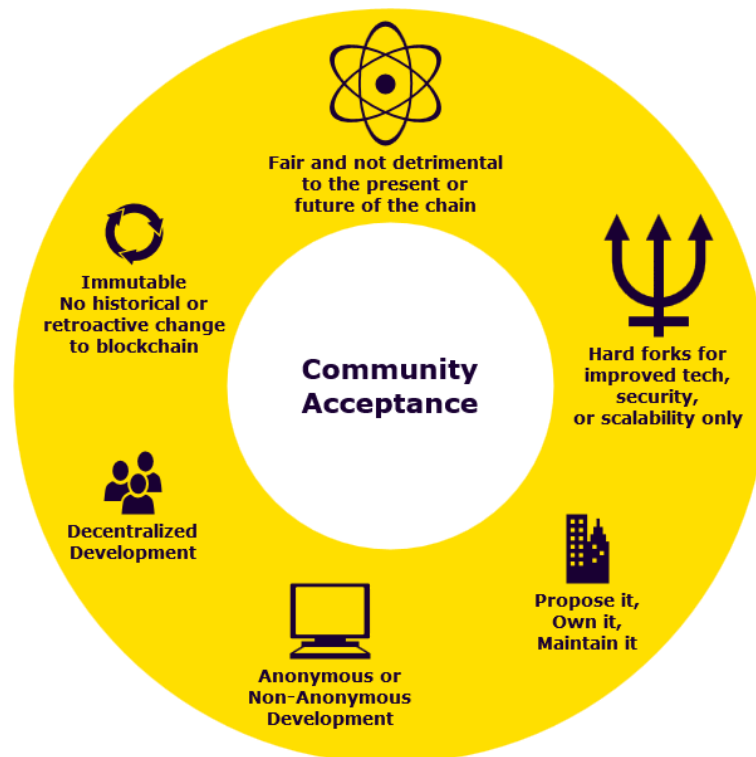 Fair and not detrimental
to the present or
future of the chain
Hard forks for
improved tech,
security,
or scalability only
Propose it,
Own it,
Maintain it
Anonymous or
Non-Anonymous
Development
Decentralized
Development
Immutable
No historical or
retroactive change
to blockchain
Community
Acceptance